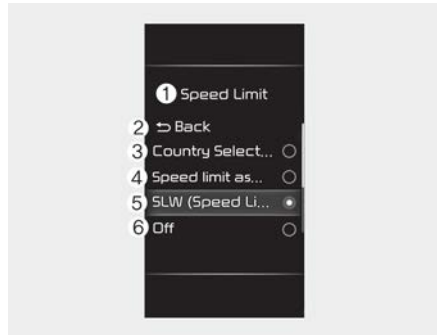 1 Speed Limit
2 Back
3 Country Select...
4 Speed limit as...
5 SLW (Speed Li...
6 Off